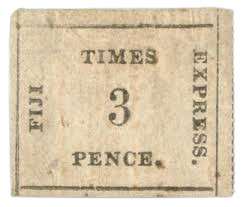 FIJI
TIMES
3
PENCE.
EXPRESS.